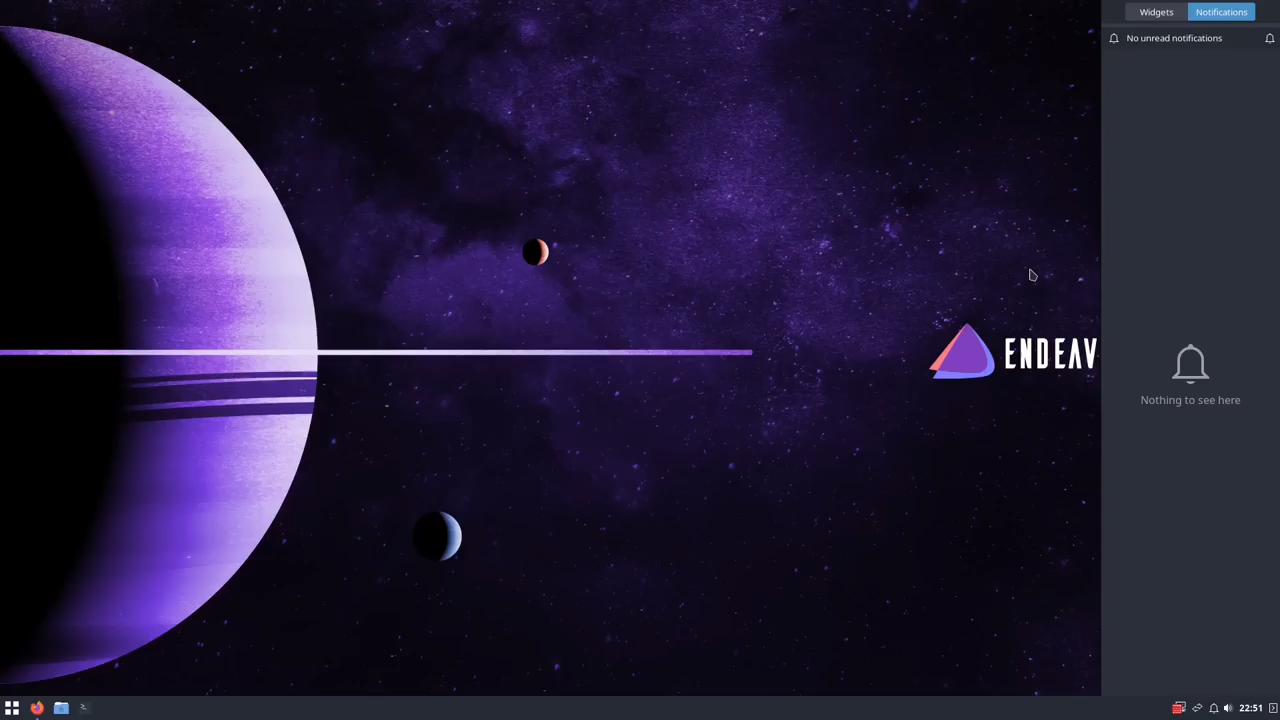 Widgets
Notifications
No unread notifications
ENDEAV
Nothing to see here
22:51